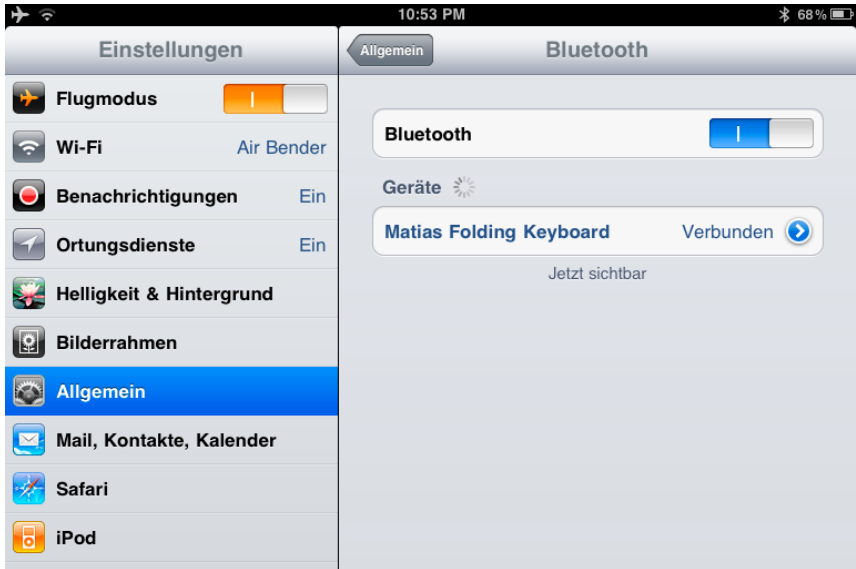 10:53 PM
68%
Einstellungen
Flugmodus
Wi-Fi Air Bender
Benachrichtigungen Ein
Ortungsdienste Ein
Helligkeit & Hintergrund
Bilderrahmen
Allgemein
Mail, Kontakte, Kalender
Safari
iPod
Allgemein Bluetooth
Bluetooth
Geräte
Matias Folding Keyboard Verbunden
Jetzt sichtbar